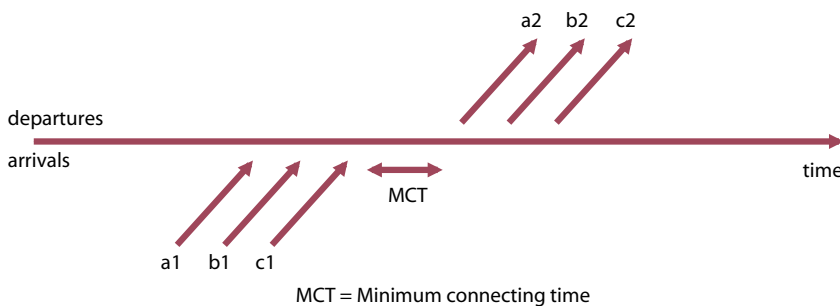 a2 b2 c2
departures
arrivals
time
MCT
a1 b1 c1
MCT = Minimum connecting time